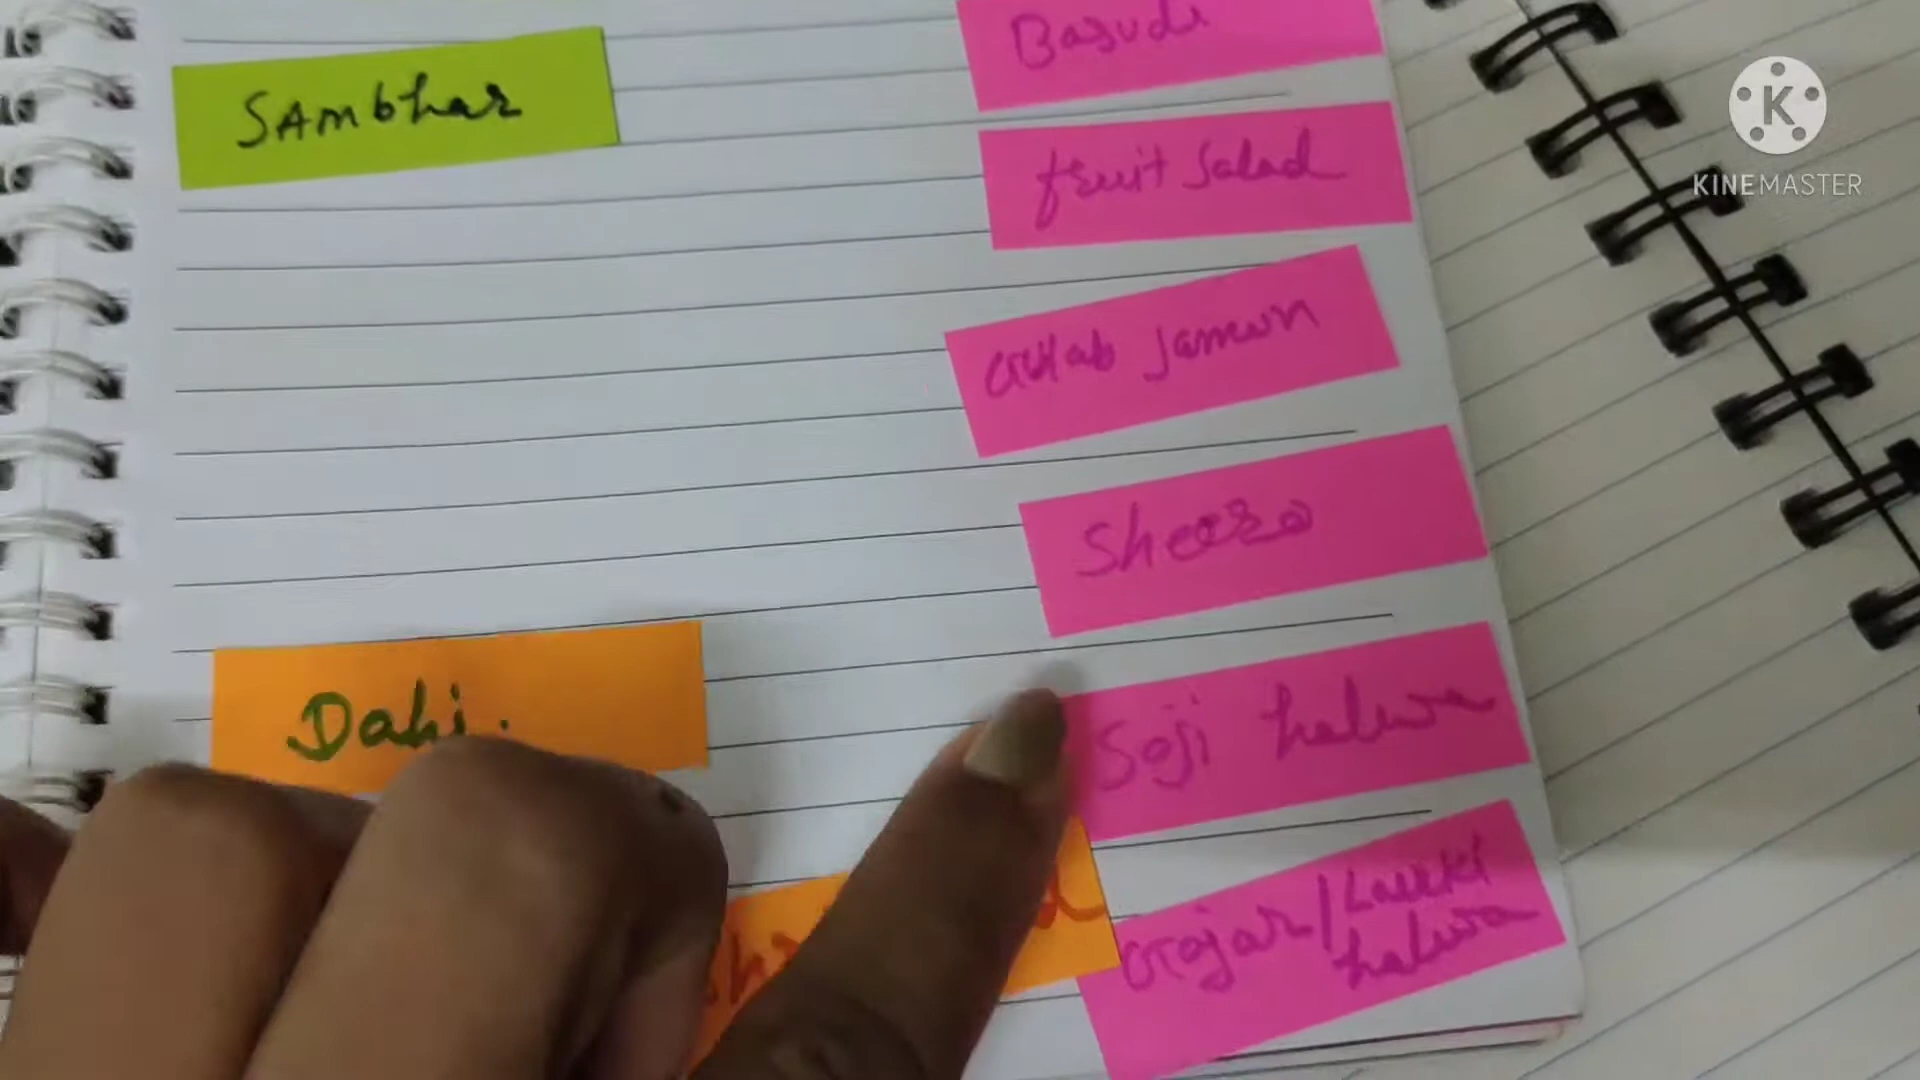 Basudi
SAmbhar
fruit Salad
Gulab Jamun
Sheera
Dahi.
Soji halwa
Gajar/Lauki
halwa
KINEMASTER